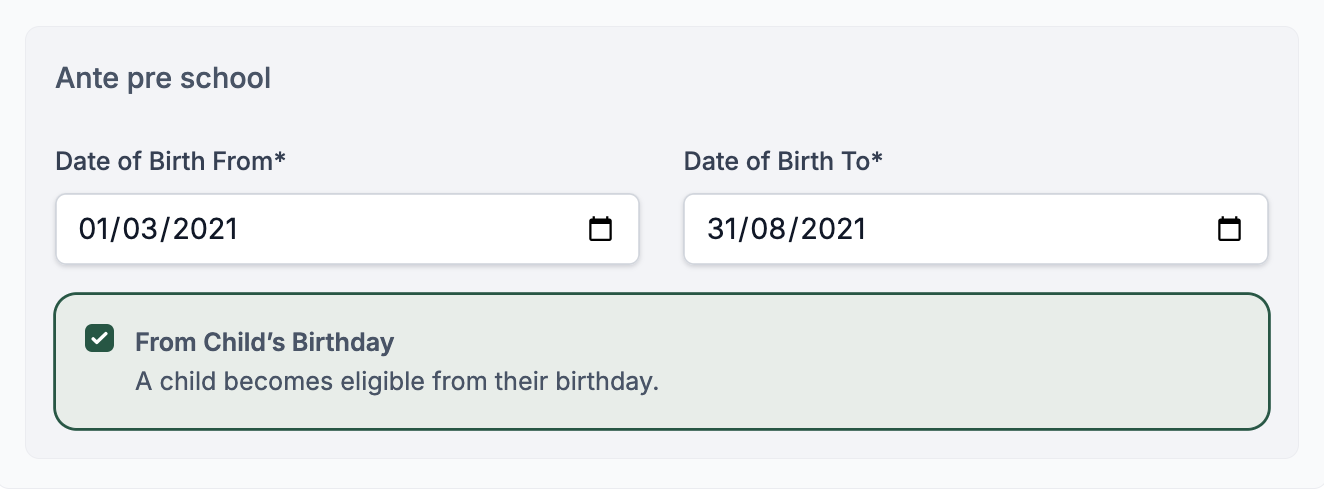 Ante pre school
Date of Birth From*
Date of Birth To*
01/03/2021
31/08/2021
From Child’s Birthday
A child becomes eligible from their birthday.